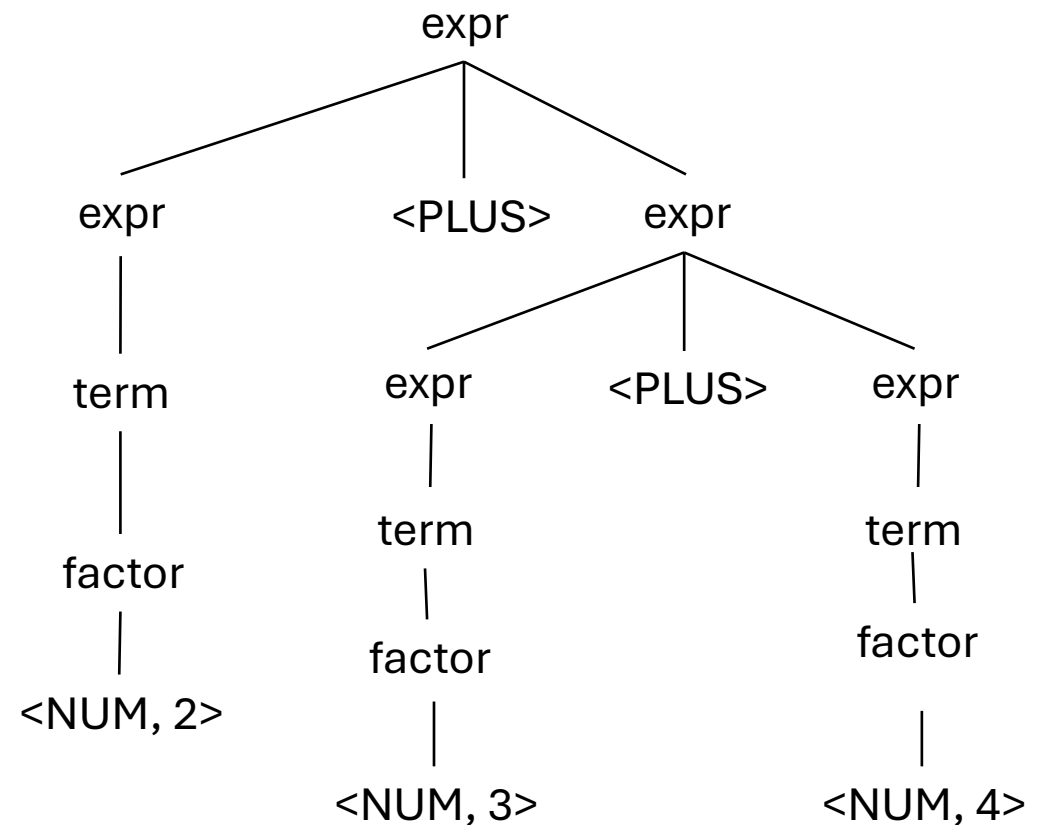 expr
expr <PLUS> expr
expr <PLUS> expr
term
term term
factor
factor
factor
<NUM, 2>
<NUM, 3> <NUM, 4>